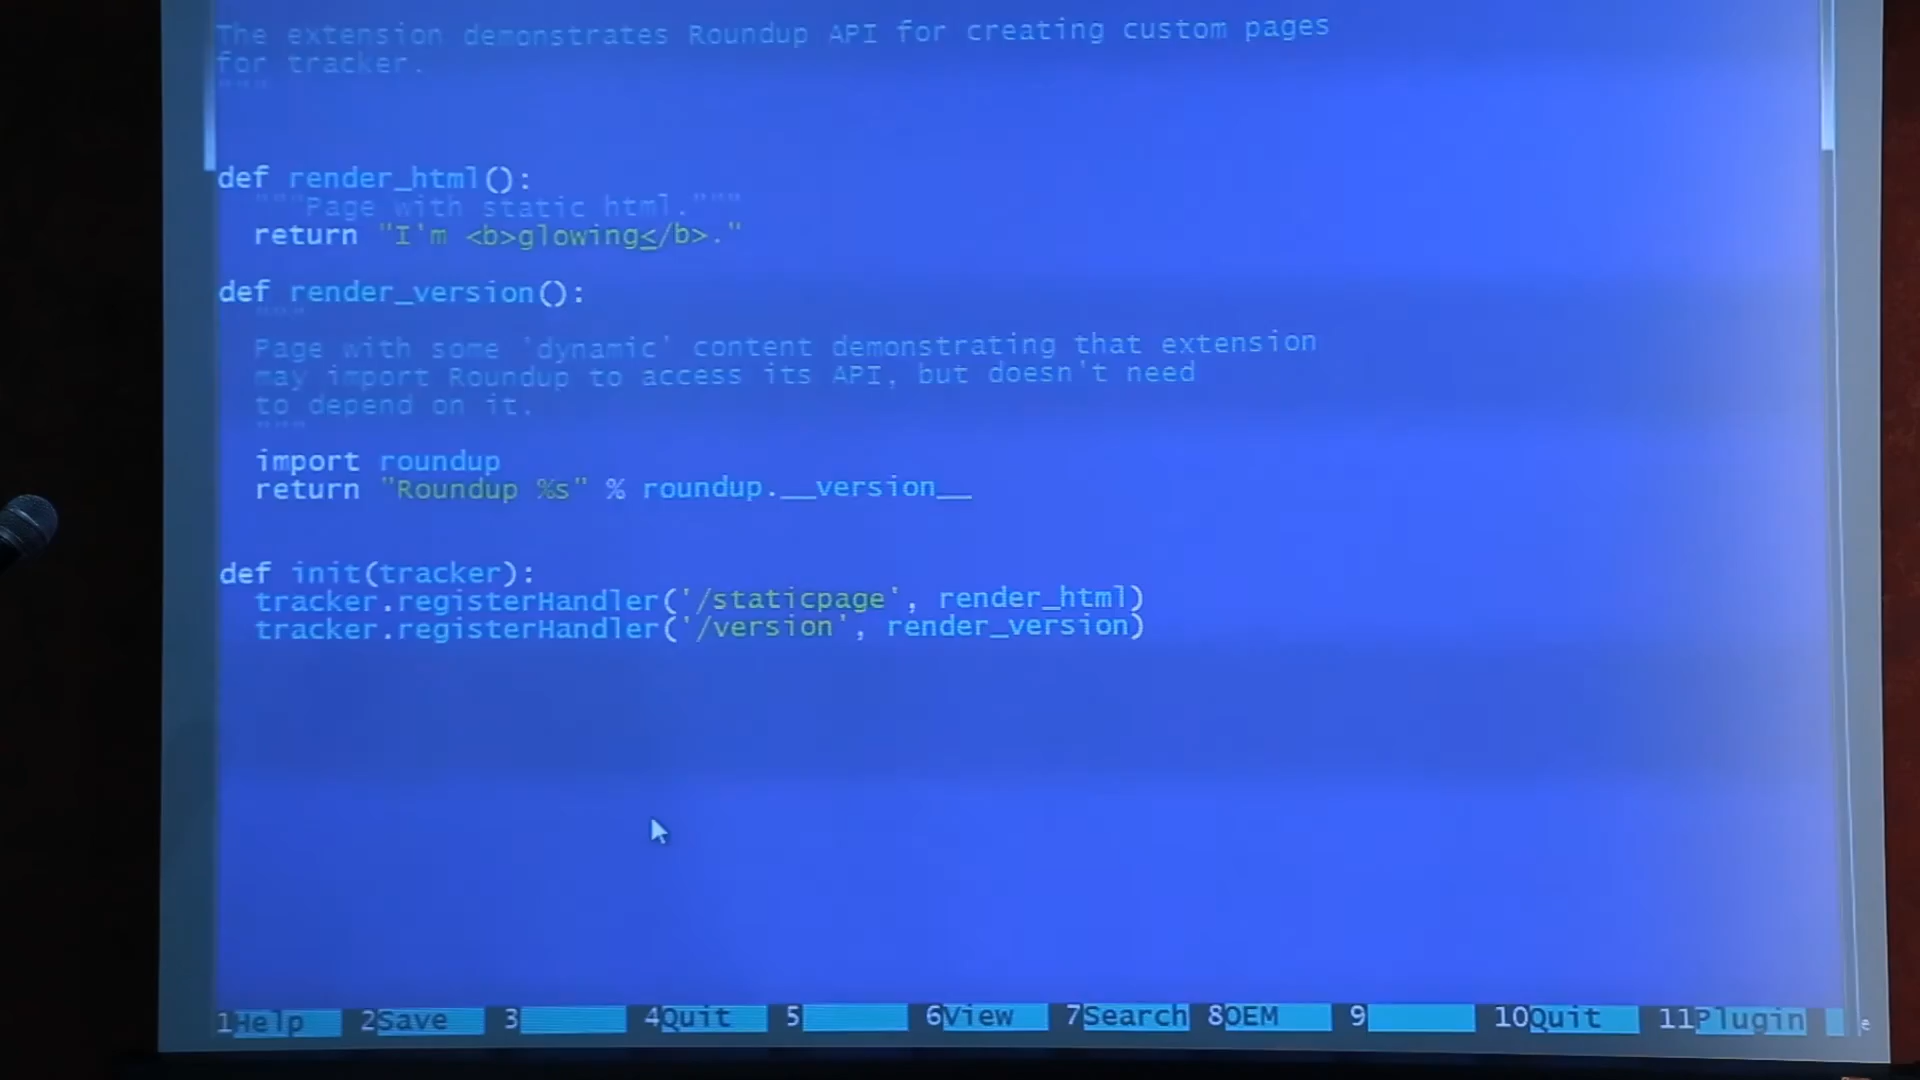 The extension demonstrates Roundup API for creating custom pages
for tracker.
"""
def render_html():
"""Page with static html."""
return "I'm <b>glowing</b>."
def render_version():
"""
Page with some 'dynamic' content demonstrating that extension
may import Roundup to access its API, but doesn't need
to depend on it.
"""
import roundup
return "Roundup %s" % roundup.__version__
def init(tracker):
tracker.registerHandler('/staticpage', render_html)
tracker.registerHandler('/version', render_version)
1Help 2Save 3 4Quit 5 6View 7Search 8OEM 9 10Quit 11Plugin